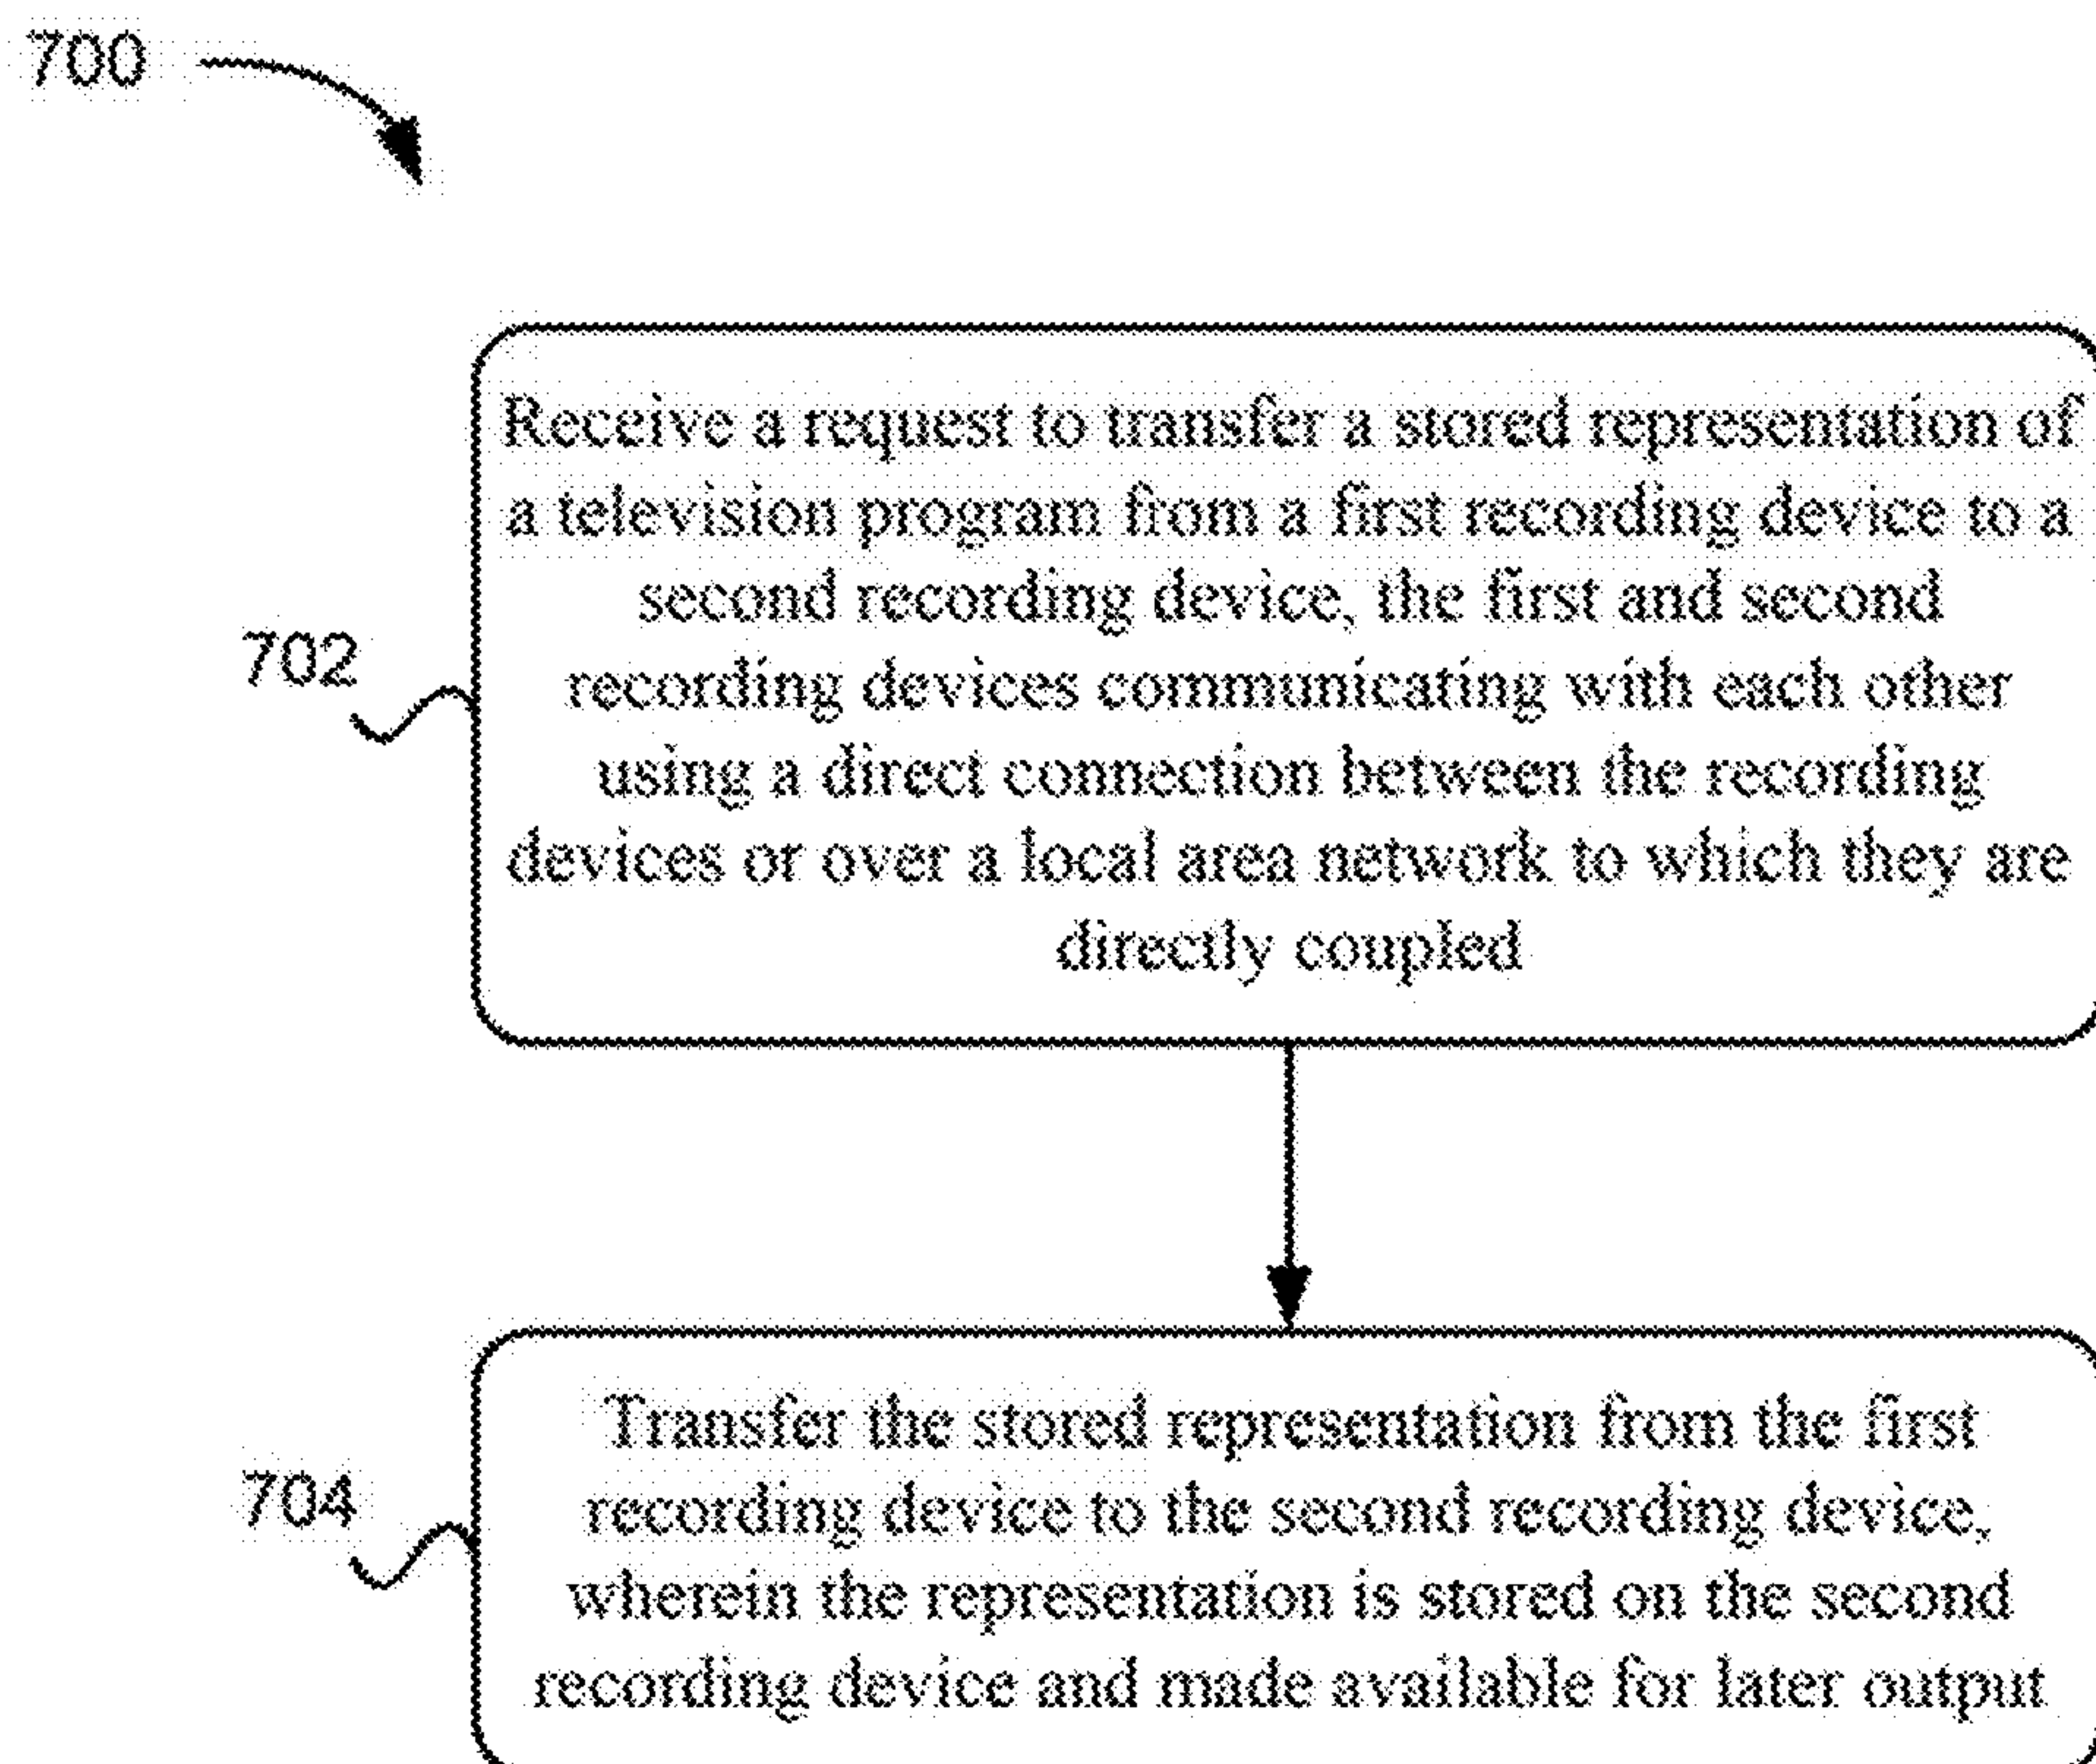 700
Receive a request to transfer a stored representation of
a television program from a first recording device to a
second recording device, the first and second
recording devices communicating with each other
using a direct connection between the recording
devices or over a local area network to which they are
directly coupled
702
Transfer the stored representation from the first
recording device to the second recording device,
wherein the representation is stored on the second
recording device and made available for later output
704